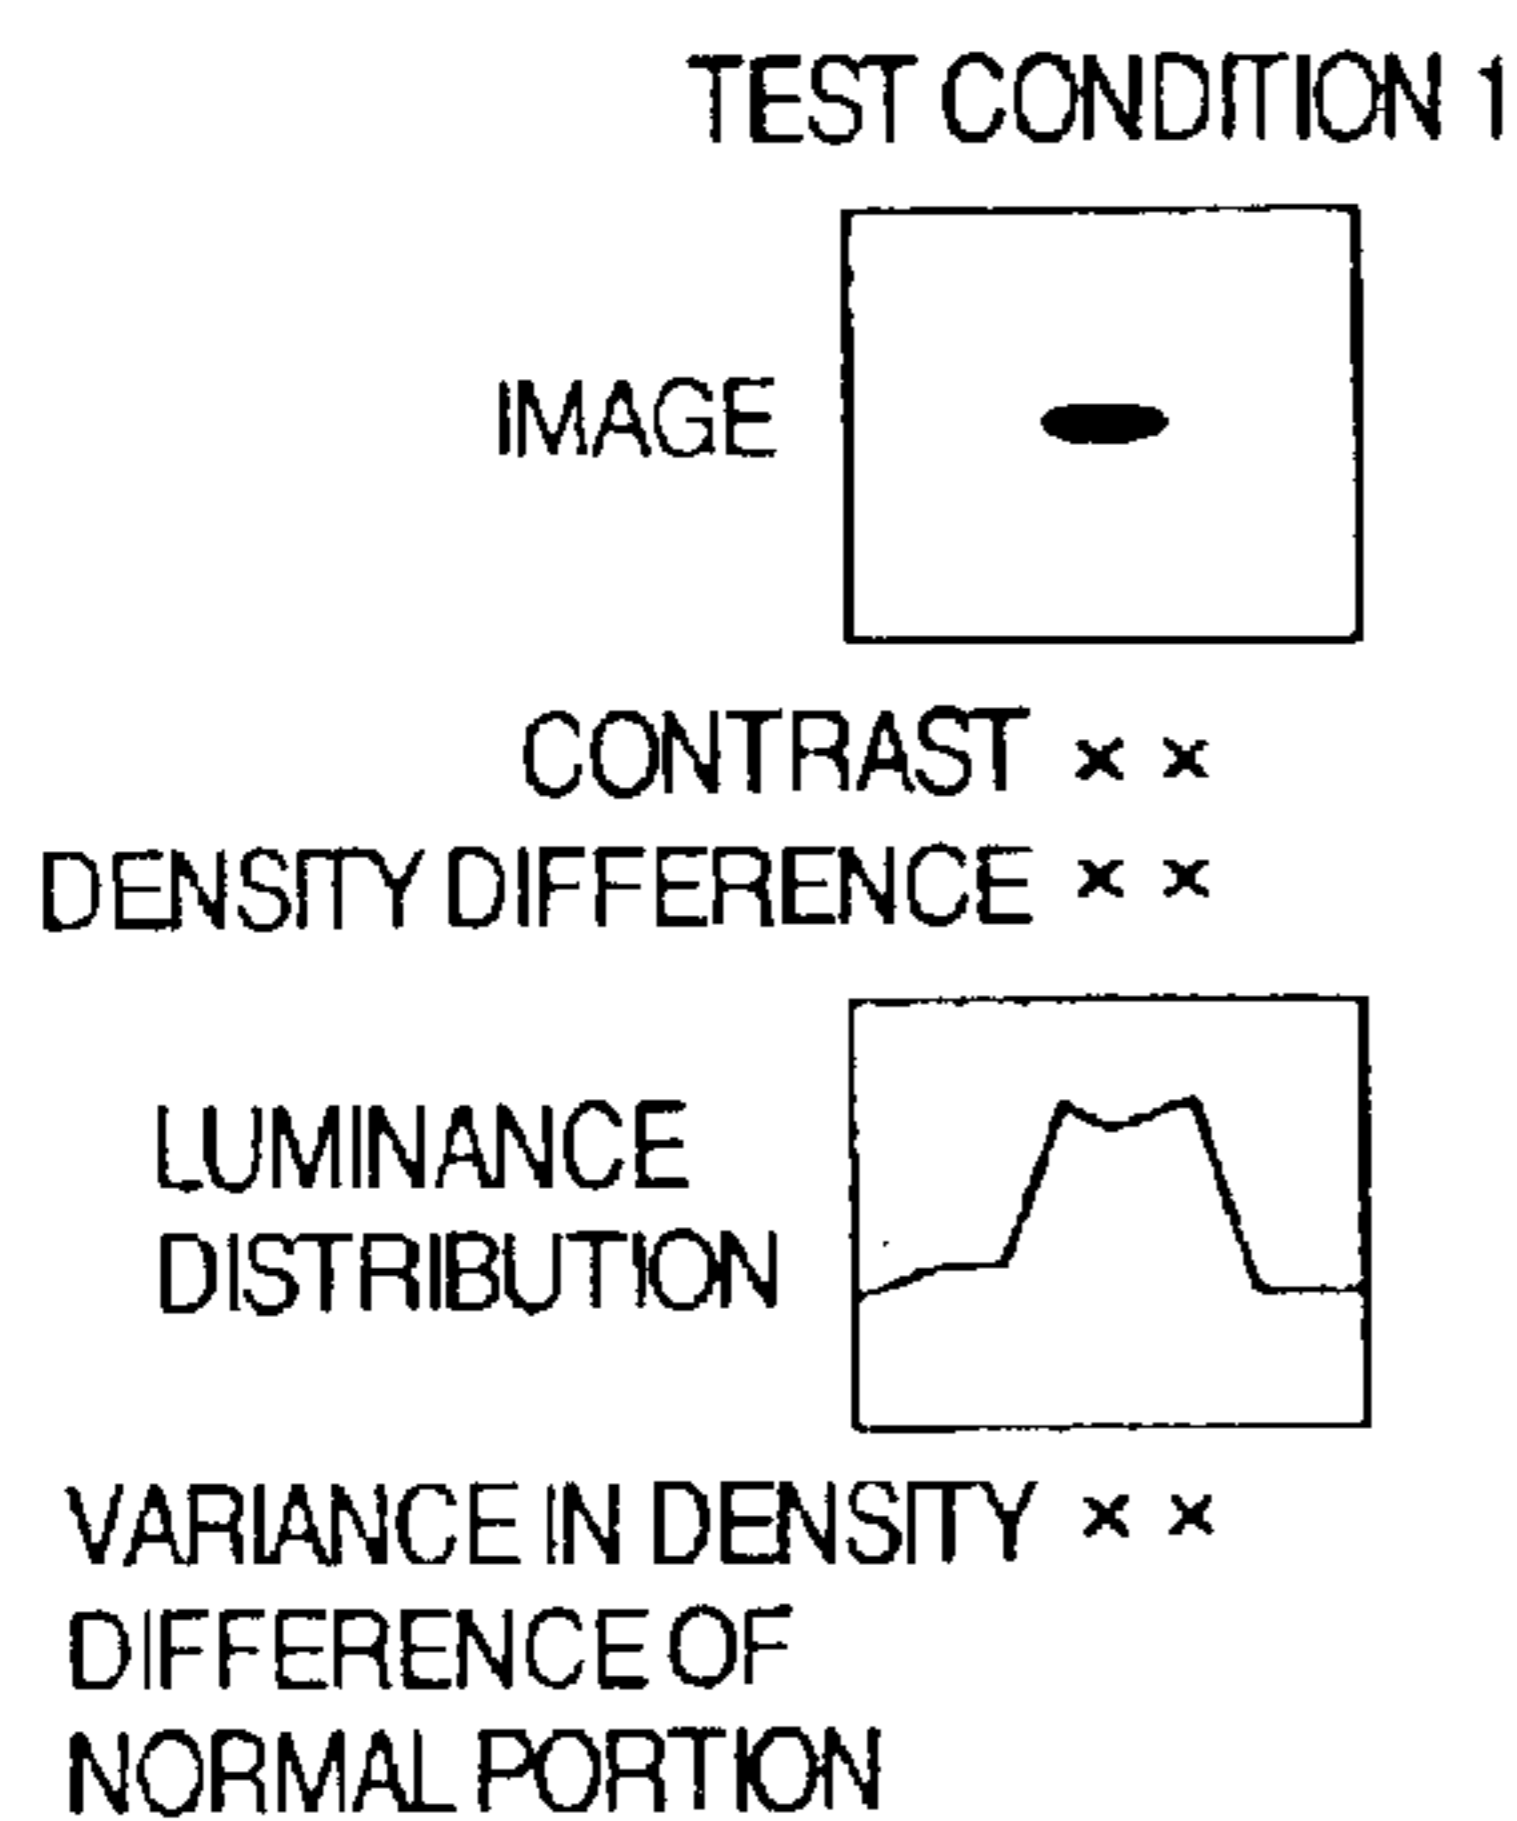 TEST CONDITION 1
IMAGE
CONTRAST × ×
DENSITY DIFFERENCE × ×
LUMINANCE
DISTRIBUTION
VARIANCE IN DENSITY × ×
DIFFERENCE OF
NORMAL PORTION